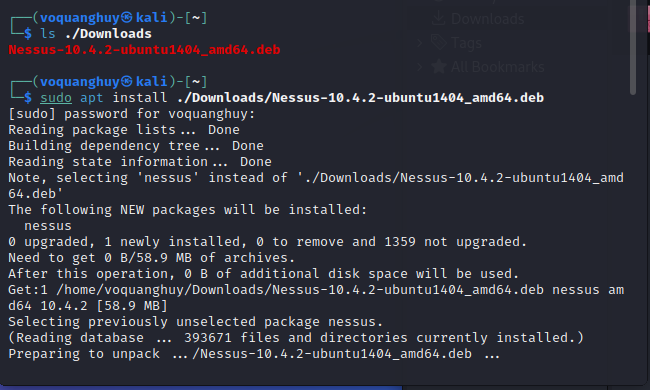 ┌──(voquanghuy㉿kali)-[~]
└─$ ls ./Downloads
Nessus-10.4.2-ubuntu1404_amd64.deb
┌──(voquanghuy㉿kali)-[~]
└─$ sudo apt install ./Downloads/Nessus-10.4.2-ubuntu1404_amd64.deb
[sudo] password for voquanghuy:
Reading package lists... Done
Building dependency tree... Done
Reading state information... Done
Note, selecting 'nessus' instead of './Downloads/Nessus-10.4.2-ubuntu1404_amd
64.deb'
The following NEW packages will be installed:
  nessus
0 upgraded, 1 newly installed, 0 to remove and 1359 not upgraded.
Need to get 0 B/58.9 MB of archives.
After this operation, 0 B of additional disk space will be used.
Get:1 /home/voquanghuy/Downloads/Nessus-10.4.2-ubuntu1404_amd64.deb nessus am
d64 10.4.2 [58.9 MB]
Selecting previously unselected package nessus.
(Reading database ... 393671 files and directories currently installed.)
Preparing to unpack .../Nessus-10.4.2-ubuntu1404_amd64.deb ...
Downloads
Tags
All Bookmarks